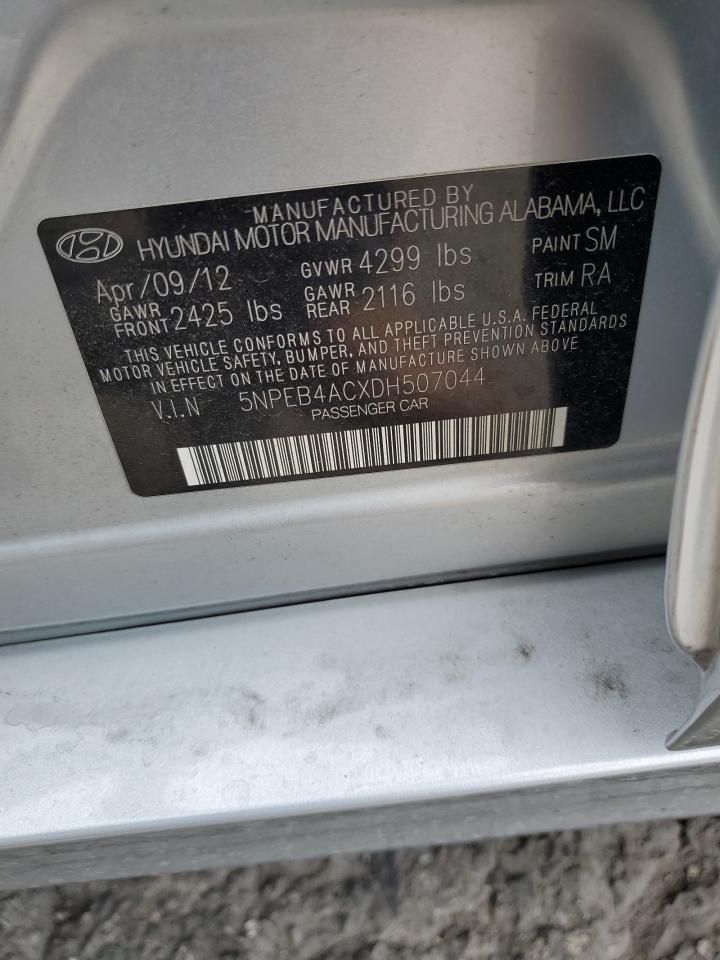 MANUFACTURED BY
HYUNDAI MOTOR MANUFACTURING ALABAMA, LLC
Apr/09/12 GVWR 4299 lbs PAINT SM
GAWR FRONT 2425 lbs GAWR REAR 2116 lbs TRIM RA
THIS VEHICLE CONFORMS TO ALL APPLICABLE U.S.A. FEDERAL
MOTOR VEHICLE SAFETY, BUMPER, AND THEFT PREVENTION STANDARDS
IN EFFECT ON THE DATE OF MANUFACTURE SHOWN ABOVE
V.I.N 5NPEB4ACXDH507044
PASSENGER CAR